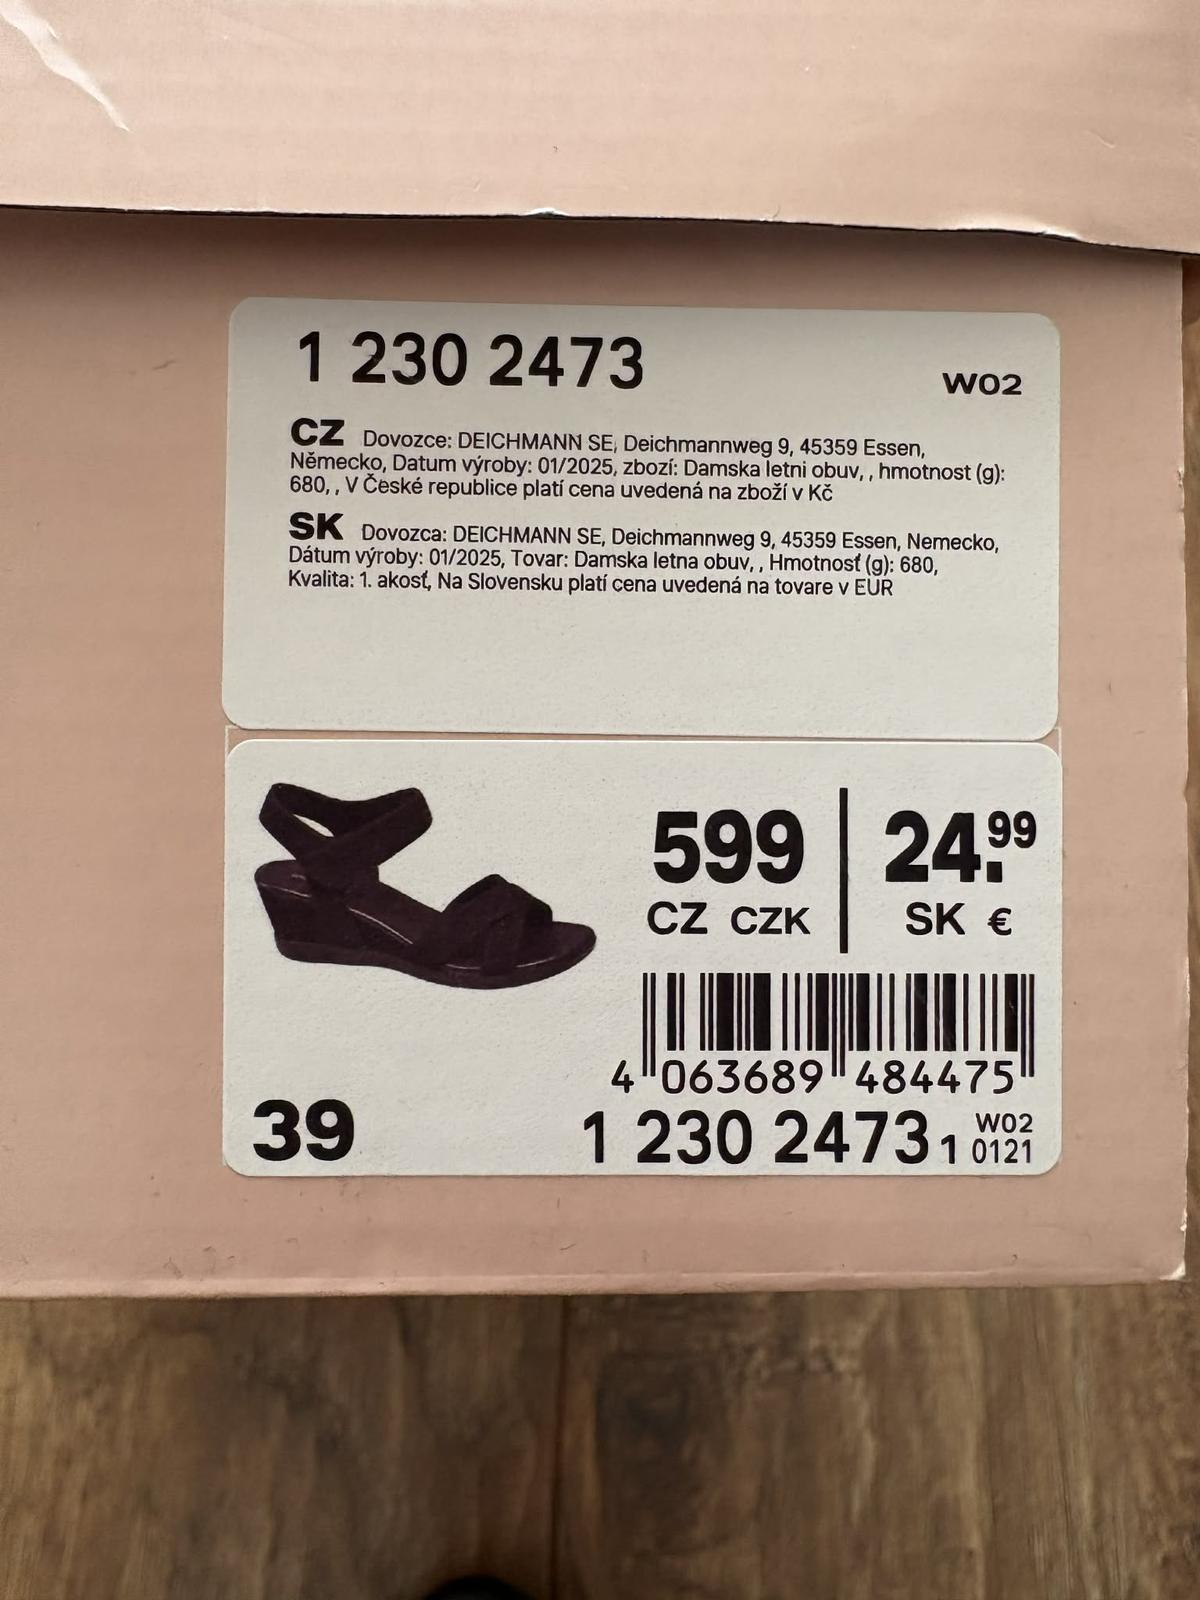 1 230 2473
W02
CZ Dovozce: DEICHMANN SE, Deichmannweg 9, 45359 Essen,
Německo, Datum výroby: 01/2025, zbozí: Damska letni obuv, , hmotnost (g):
680, , V České republice platí cena uvedená na zboží v Kč
SK Dovozca: DEICHMANN SE, Deichmannweg 9, 45359 Essen, Nemecko,
Dátum výroby: 01/2025, Tovar: Damska letna obuv, , Hmotnosť (g): 680,
Kvalita: 1. akosť, Na Slovensku platí cena uvedená na tovare v EUR
599
CZ CZK
24.99
SK €
4 063689 484475
39
1 230 2473 1 W02
0121